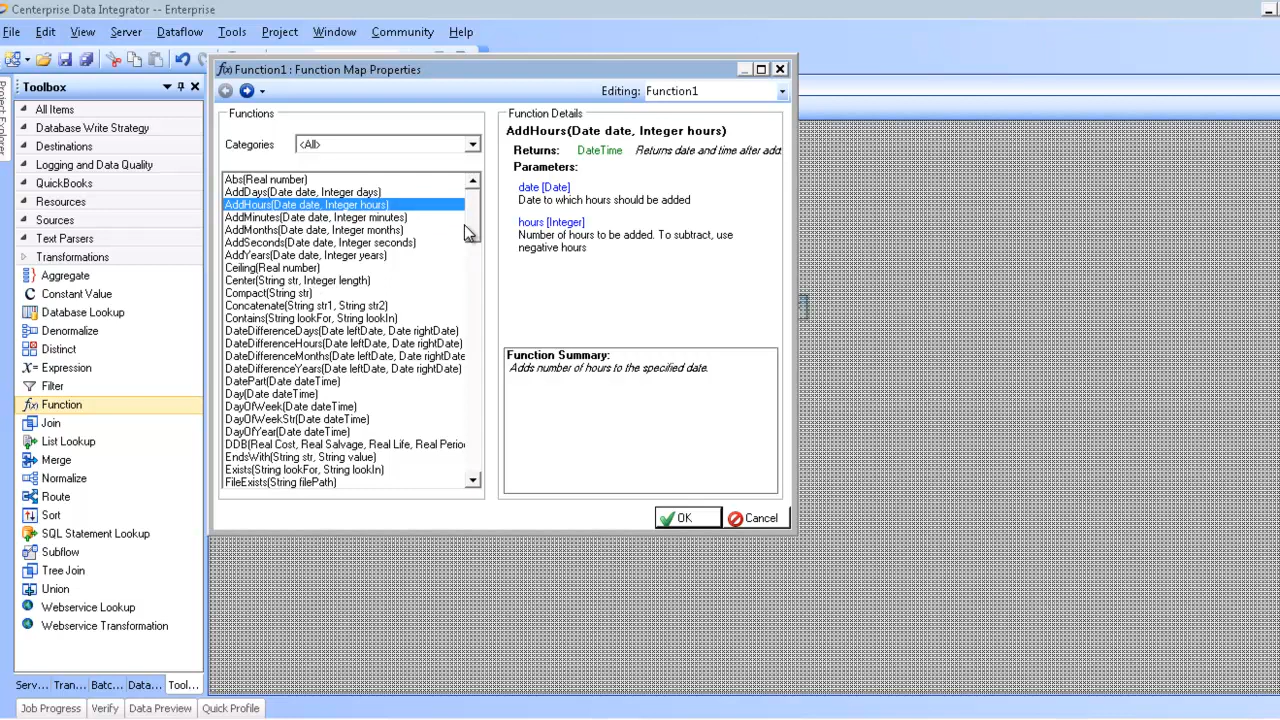 Centerprise Data Integrator -- Enterprise
File Edit View Server Dataflow Tools Project Window Community Help
Project Explorer
Toolbox
All Items
Database Write Strategy
Destinations
Logging and Data Quality
QuickBooks
Resources
Sources
Text Parsers
Transformations
Aggregate
Constant Value
Database Lookup
Denormalize
Distinct
Expression
Filter
Function
Join
List Lookup
Merge
Normalize
Route
Sort
SQL Statement Lookup
Subflow
Tree Join
Union
Webservice Lookup
Webservice Transformation
Serv... Tran... Batc... Data... Tool...
Job Progress Verify Data Preview Quick Profile
Function1 : Function Map Properties
Editing: Function1
Functions
Categories <All>
Abs(Real number)
AddDays(Date date, Integer days)
AddHours(Date date, Integer hours)
AddMinutes(Date date, Integer minutes)
AddMonths(Date date, Integer months)
AddSeconds(Date date, Integer seconds)
AddYears(Date date, Integer years)
Ceiling(Real number)
Center(String str, Integer length)
Compact(String str)
Concatenate(String str1, String str2)
Contains(String lookFor, String lookIn)
DateDifferenceDays(Date leftDate, Date rightDate)
DateDifferenceHours(Date leftDate, Date rightDate)
DateDifferenceMonths(Date leftDate, Date rightDate
DateDifferenceYears(Date leftDate, Date rightDate)
DatePart(Date dateTime)
Day(Date dateTime)
DayOfWeek(Date dateTime)
DayOfWeekStr(Date dateTime)
DayOfYear(Date dateTime)
DDB(Real Cost, Real Salvage, Real Life, Real Perio
EndsWith(String str, String value)
Exists(String lookFor, String lookIn)
FileExists(String filePath)
Function Details
AddHours(Date date, Integer hours)
Returns: DateTime Returns date and time after add
Parameters:
date [Date]
Date to which hours should be added
hours [Integer]
Number of hours to be added. To subtract, use
negative hours
Function Summary:
Adds number of hours to the specified date.
OK Cancel